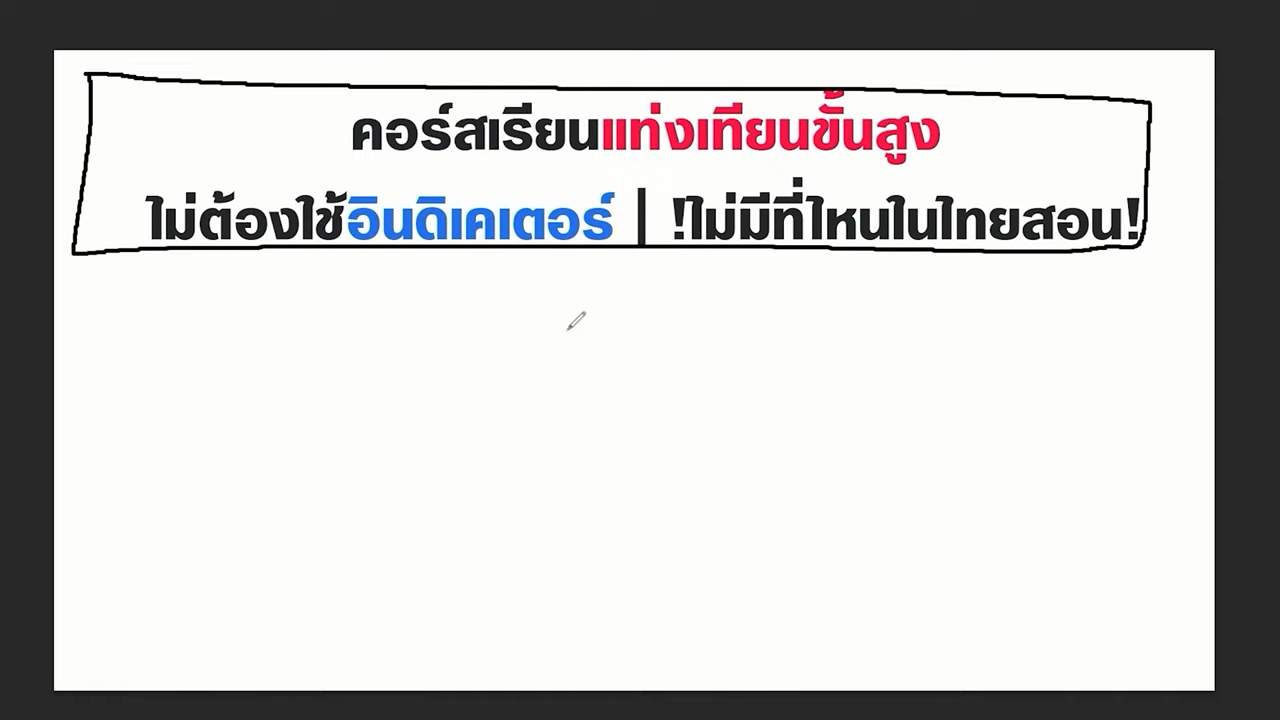 คอร์สเรียนแท่งเทียนขั้นสูง
ไม่ต้องใช้อินดิเคเตอร์ | !ไม่มีที่ไหนในไทยสอน!